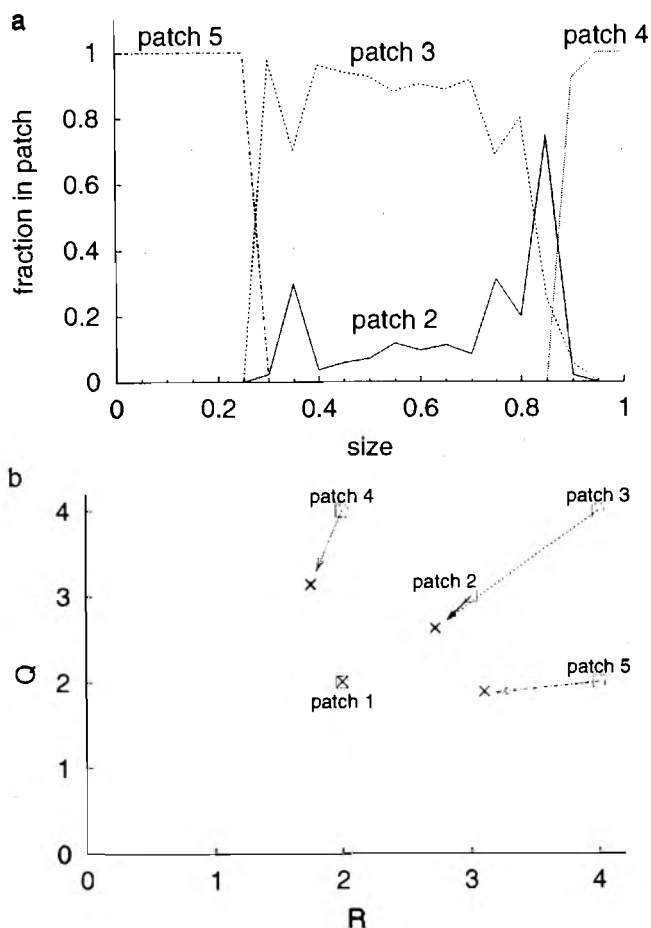 a
patch 5
patch 3
patch 4
1
0.8
0.6
0.4
0.2
0
fraction in patch
patch 2
0 0.2 0.4 0.6 0.8 1
size
b
patch 4
patch 3
4
patch 2
3
patch 5
2
patch 1
1
0
Q
0 1 2 3 4
R